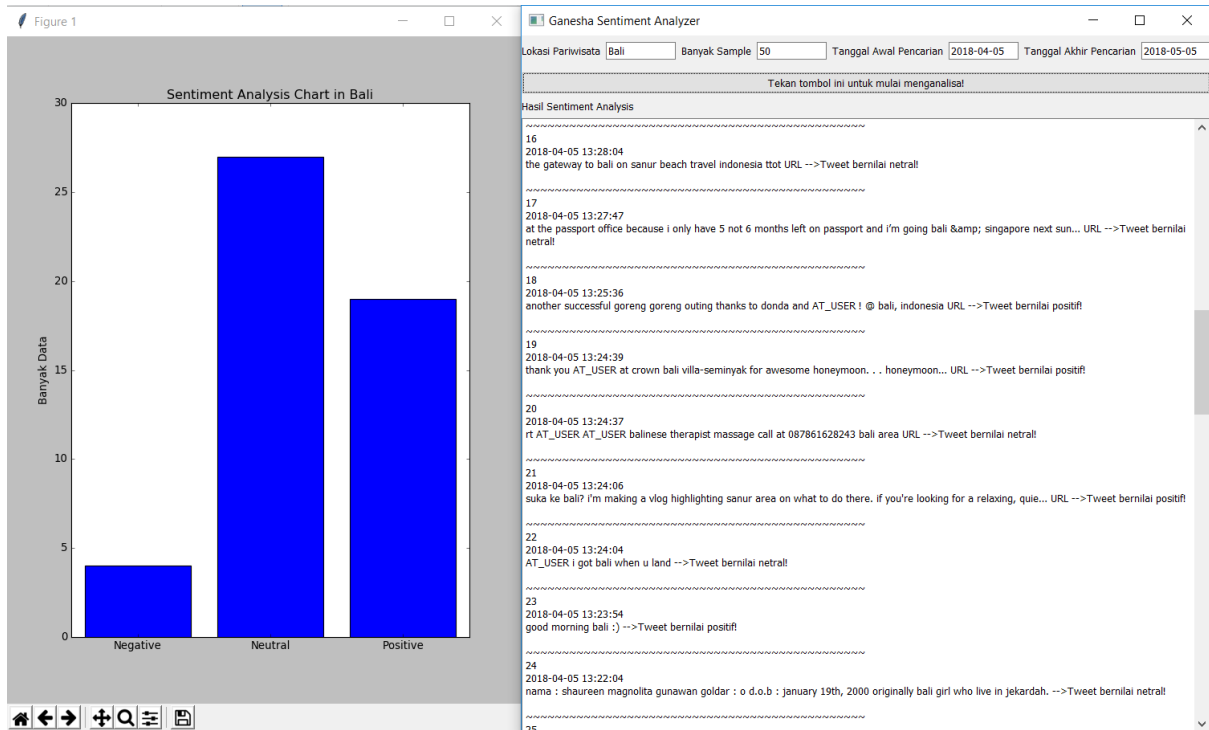 Figure 1
Sentiment Analysis Chart in Bali
30
25
20
15
10
5
0
Banyak Data
Negative
Neutral
Positive
Ganesha Sentiment Analyzer
Lokasi Pariwisata Bali Banyak Sample 50 Tanggal Awal Pencarian 2018-04-05 Tanggal Akhir Pencarian 2018-05-05
Tekan tombol ini untuk mulai menganalisa!
Hasil Sentiment Analysis
~~~~~~~~~~~~~~~~~~~~~~~~~~~~~~~~~~~~~~~~~~~~~~~
16
2018-04-05 13:28:04
the gateway to bali on sanur beach travel indonesia ttot URL -->Tweet bernilai netral!
~~~~~~~~~~~~~~~~~~~~~~~~~~~~~~~~~~~~~~~~~~~~~~~
17
2018-04-05 13:27:47
at the passport office because i only have 5 not 6 months left on passport and i'm going bali &amp; singapore next sun... URL -->Tweet bernilai
netral!
~~~~~~~~~~~~~~~~~~~~~~~~~~~~~~~~~~~~~~~~~~~~~~~
18
2018-04-05 13:25:36
another successful goreng goreng outing thanks to donda and AT_USER ! @ bali, indonesia URL -->Tweet bernilai positif!
~~~~~~~~~~~~~~~~~~~~~~~~~~~~~~~~~~~~~~~~~~~~~~~
19
2018-04-05 13:24:39
thank you AT_USER at crown bali villa-seminyak for awesome honeymoon. . . honeymoon... URL -->Tweet bernilai positif!
~~~~~~~~~~~~~~~~~~~~~~~~~~~~~~~~~~~~~~~~~~~~~~~
20
2018-04-05 13:24:37
rt AT_USER AT_USER balinese therapist massage call at 087861628243 bali area URL -->Tweet bernilai netral!
~~~~~~~~~~~~~~~~~~~~~~~~~~~~~~~~~~~~~~~~~~~~~~~
21
2018-04-05 13:24:06
suka ke bali? i'm making a vlog highlighting sanur area on what to do there. if you're looking for a relaxing, quie... URL -->Tweet bernilai positif!
~~~~~~~~~~~~~~~~~~~~~~~~~~~~~~~~~~~~~~~~~~~~~~~
22
2018-04-05 13:24:04
AT_USER i got bali when u land -->Tweet bernilai netral!
~~~~~~~~~~~~~~~~~~~~~~~~~~~~~~~~~~~~~~~~~~~~~~~
23
2018-04-05 13:23:54
good morning bali :) -->Tweet bernilai positif!
~~~~~~~~~~~~~~~~~~~~~~~~~~~~~~~~~~~~~~~~~~~~~~~
24
2018-04-05 13:22:04
nama : shaureen magnolita gunawan goldar : o d.o.b : january 19th, 2000 originally bali girl who live in jekardah. -->Tweet bernilai netral!
~~~~~~~~~~~~~~~~~~~~~~~~~~~~~~~~~~~~~~~~~~~~~~~
25